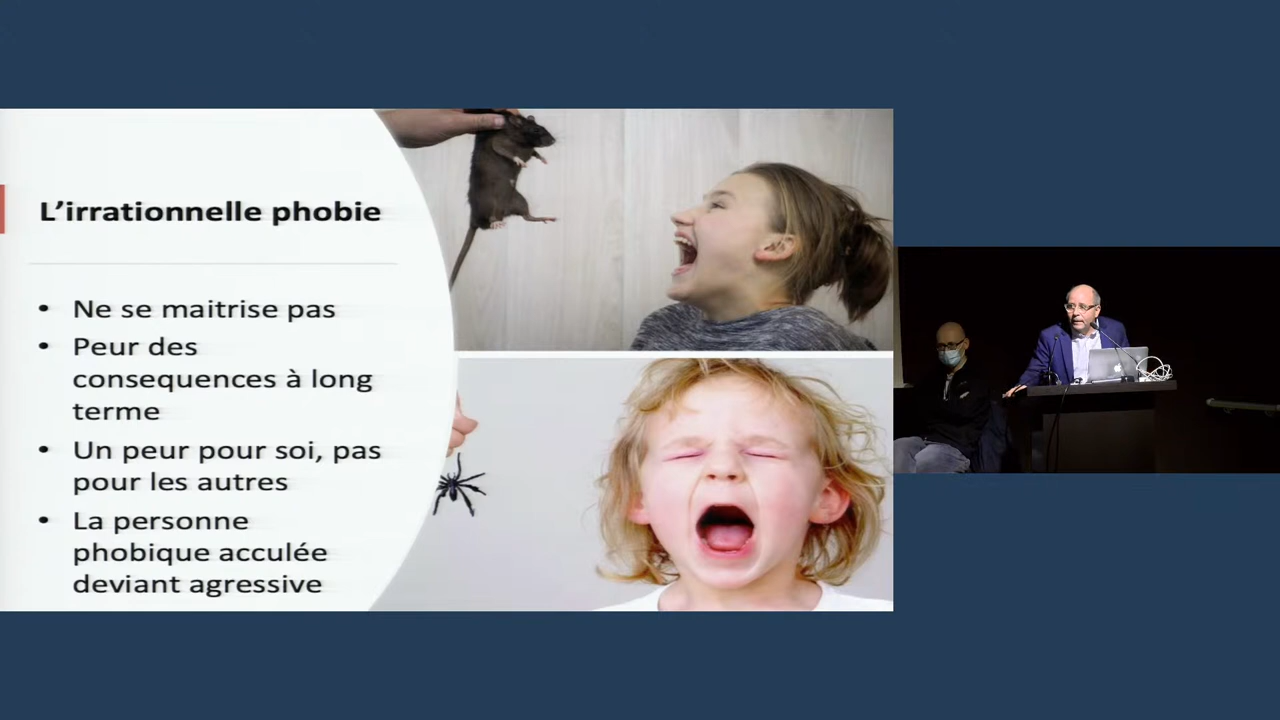 L'irrationnelle phobie
• Ne se maitrise pas
• Peur des
consequences à long
terme
• Un peur pour soi, pas
pour les autres
• La personne
phobique acculée
deviant agressive